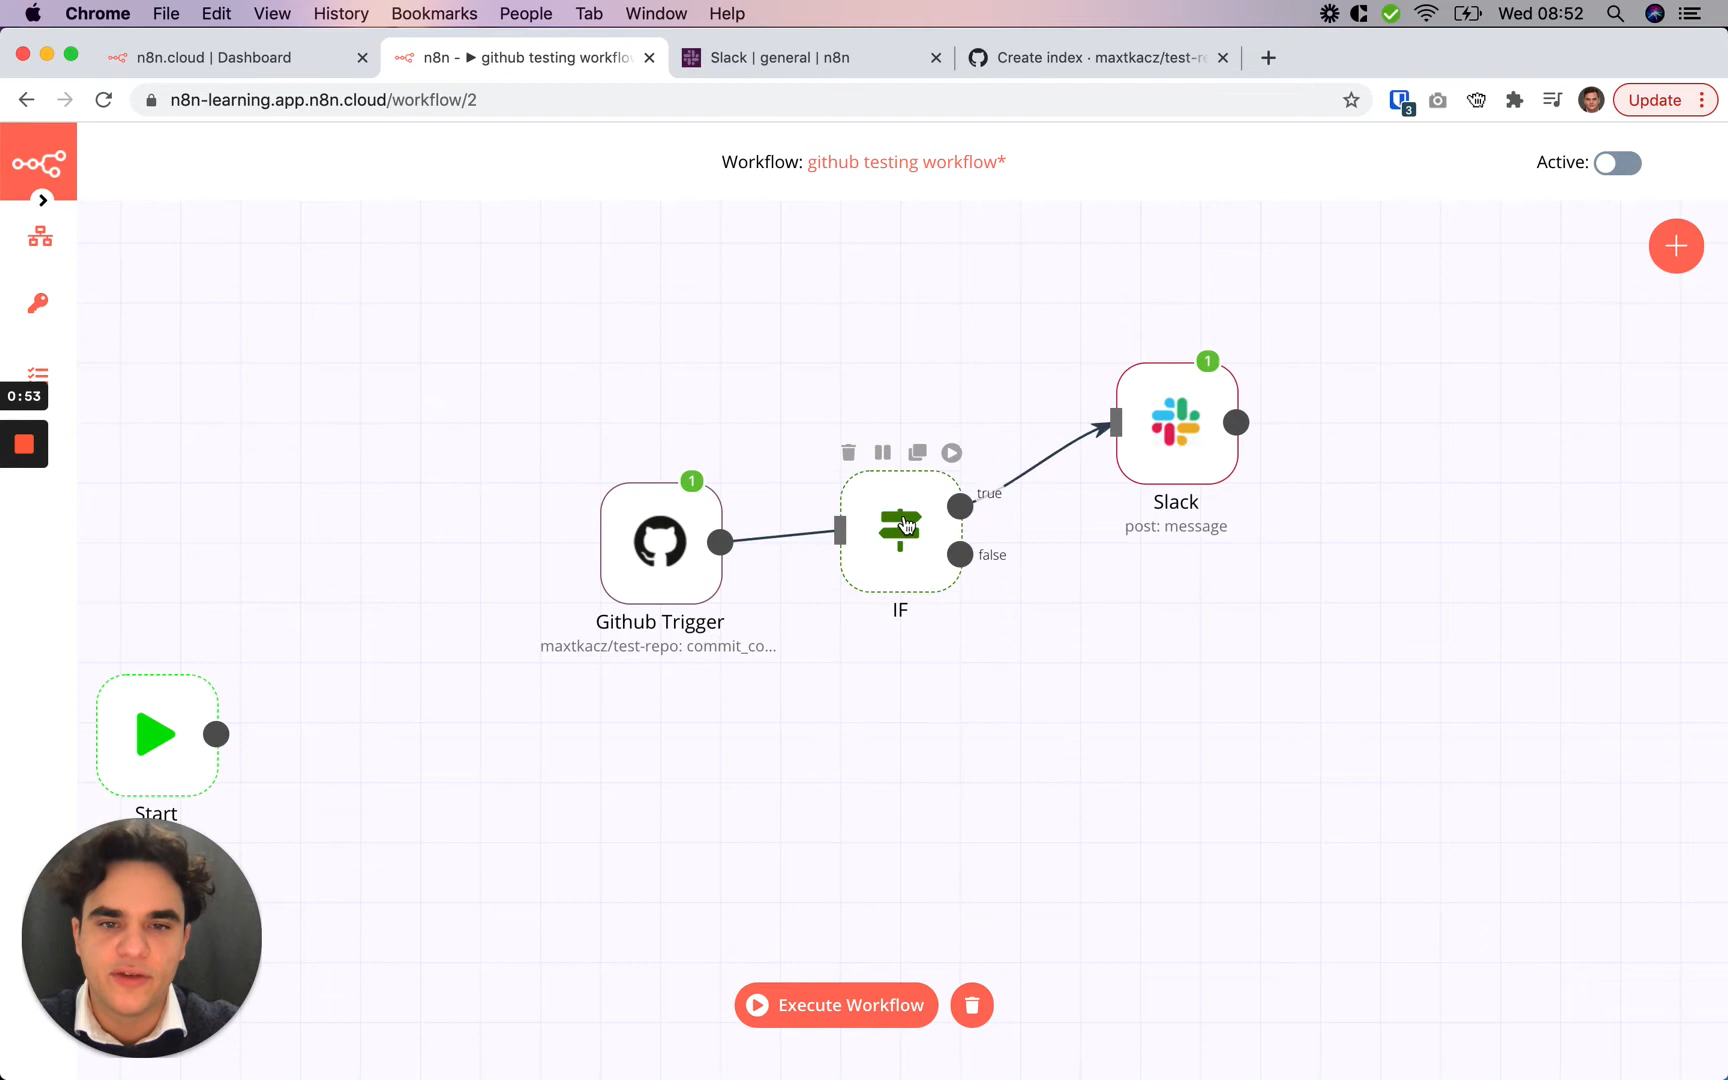 Chrome File Edit View History Bookmarks People Tab Window Help
Wed 08:52
n8n.cloud | Dashboard
n8n - ▶ github testing workflo
Slack | general | n8n
Create index · maxtkacz/test-re
n8n-learning.app.n8n.cloud/workflow/2
3
Update
Workflow: github testing workflow*
Active:
0:53
1
true
Slack
post: message
1
false
IF
Github Trigger
maxtkacz/test-repo: commit_co...
Start
Execute Workflow